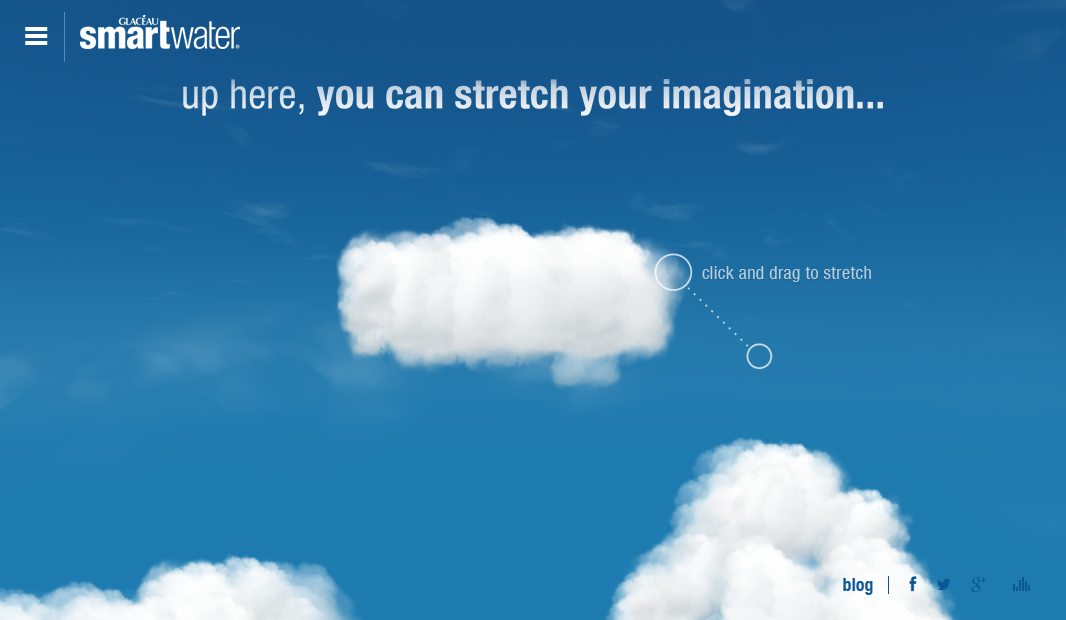 GLACÉAU
smartwater
up here, you can stretch your imagination...
click and drag to stretch
blog